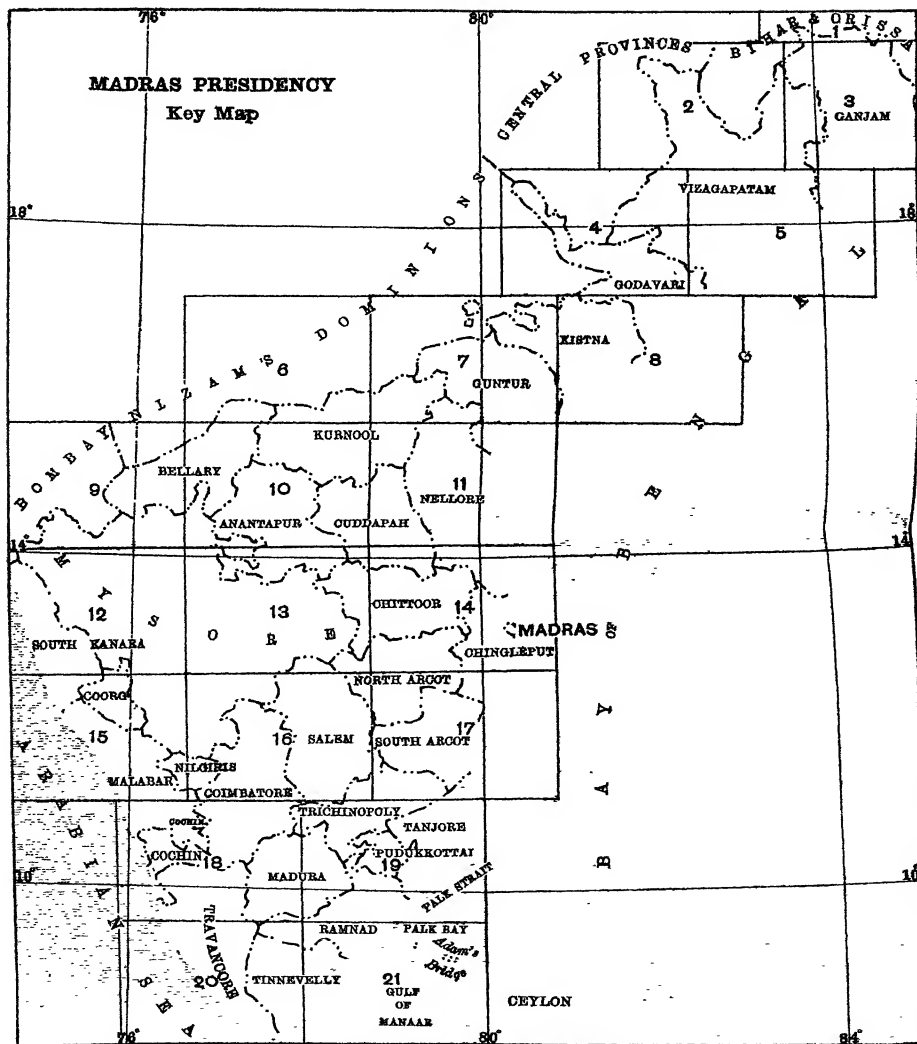 76°
80°
MADRAS PRESIDENCY
Key Map
CENTRAL PROVINCES
BIHAR & ORISSA
1
2
3
GANJAM
VIZAGAPATAM
18°
18
4
5
GODAVARI
NIZAM'S DOMINIONS
KISTNA
6
7
8
GUNTUR
KURNOOL
BOMBAY
BELLARY
9
10
11
NELLORE
ANANTAPUR
CUDDAPAH
14°
14°
MYSORE
12
13
14
CHITTOOR
MADRAS
SOUTH KANARA
CHINGLEPUT
NORTH ARCOT
COORG
15
16
17
SALEM
SOUTH ARCOT
NILGIRIS
MALABAR
COIMBATORE
TRICHINOPOLY
COCHIN
TANJORE
COCHIN
18
PUDUKKOTTAI
19
MADURA
10°
10°
PALK STRAIT
RAMNAD
PALK BAY
Adam's
Bridge
TRAVANCORE
TINNEVELLY
20
21
GULF
OF
MANAAR
CEYLON
ARABIAN SEA
BAY OF BENGAL
76°
80°
84°